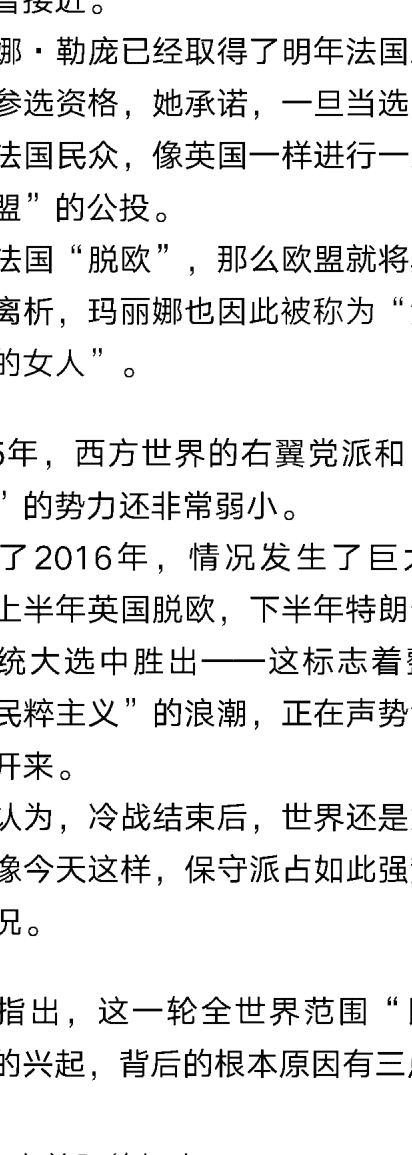 接近。
娜·勒庞已经取得了明年法国
参选资格，她承诺，一旦当选
法国民众，像英国一样进行一
盟”的公投。
法国“脱欧”，那么欧盟就将
离析，玛丽娜也因此被称为“
的女人”。
5年，西方世界的右翼党派和
”的势力还非常弱小。
了2016年，情况发生了巨
上半年英国脱欧，下半年特朗
统大选中胜出——这标志着
民粹主义”的浪潮，正在声势
开来。
认为，冷战结束后，世界还是
像今天这样，保守派占如此强
况。
指出，这一轮全世界范围“
的兴起，背后的根本原因有三